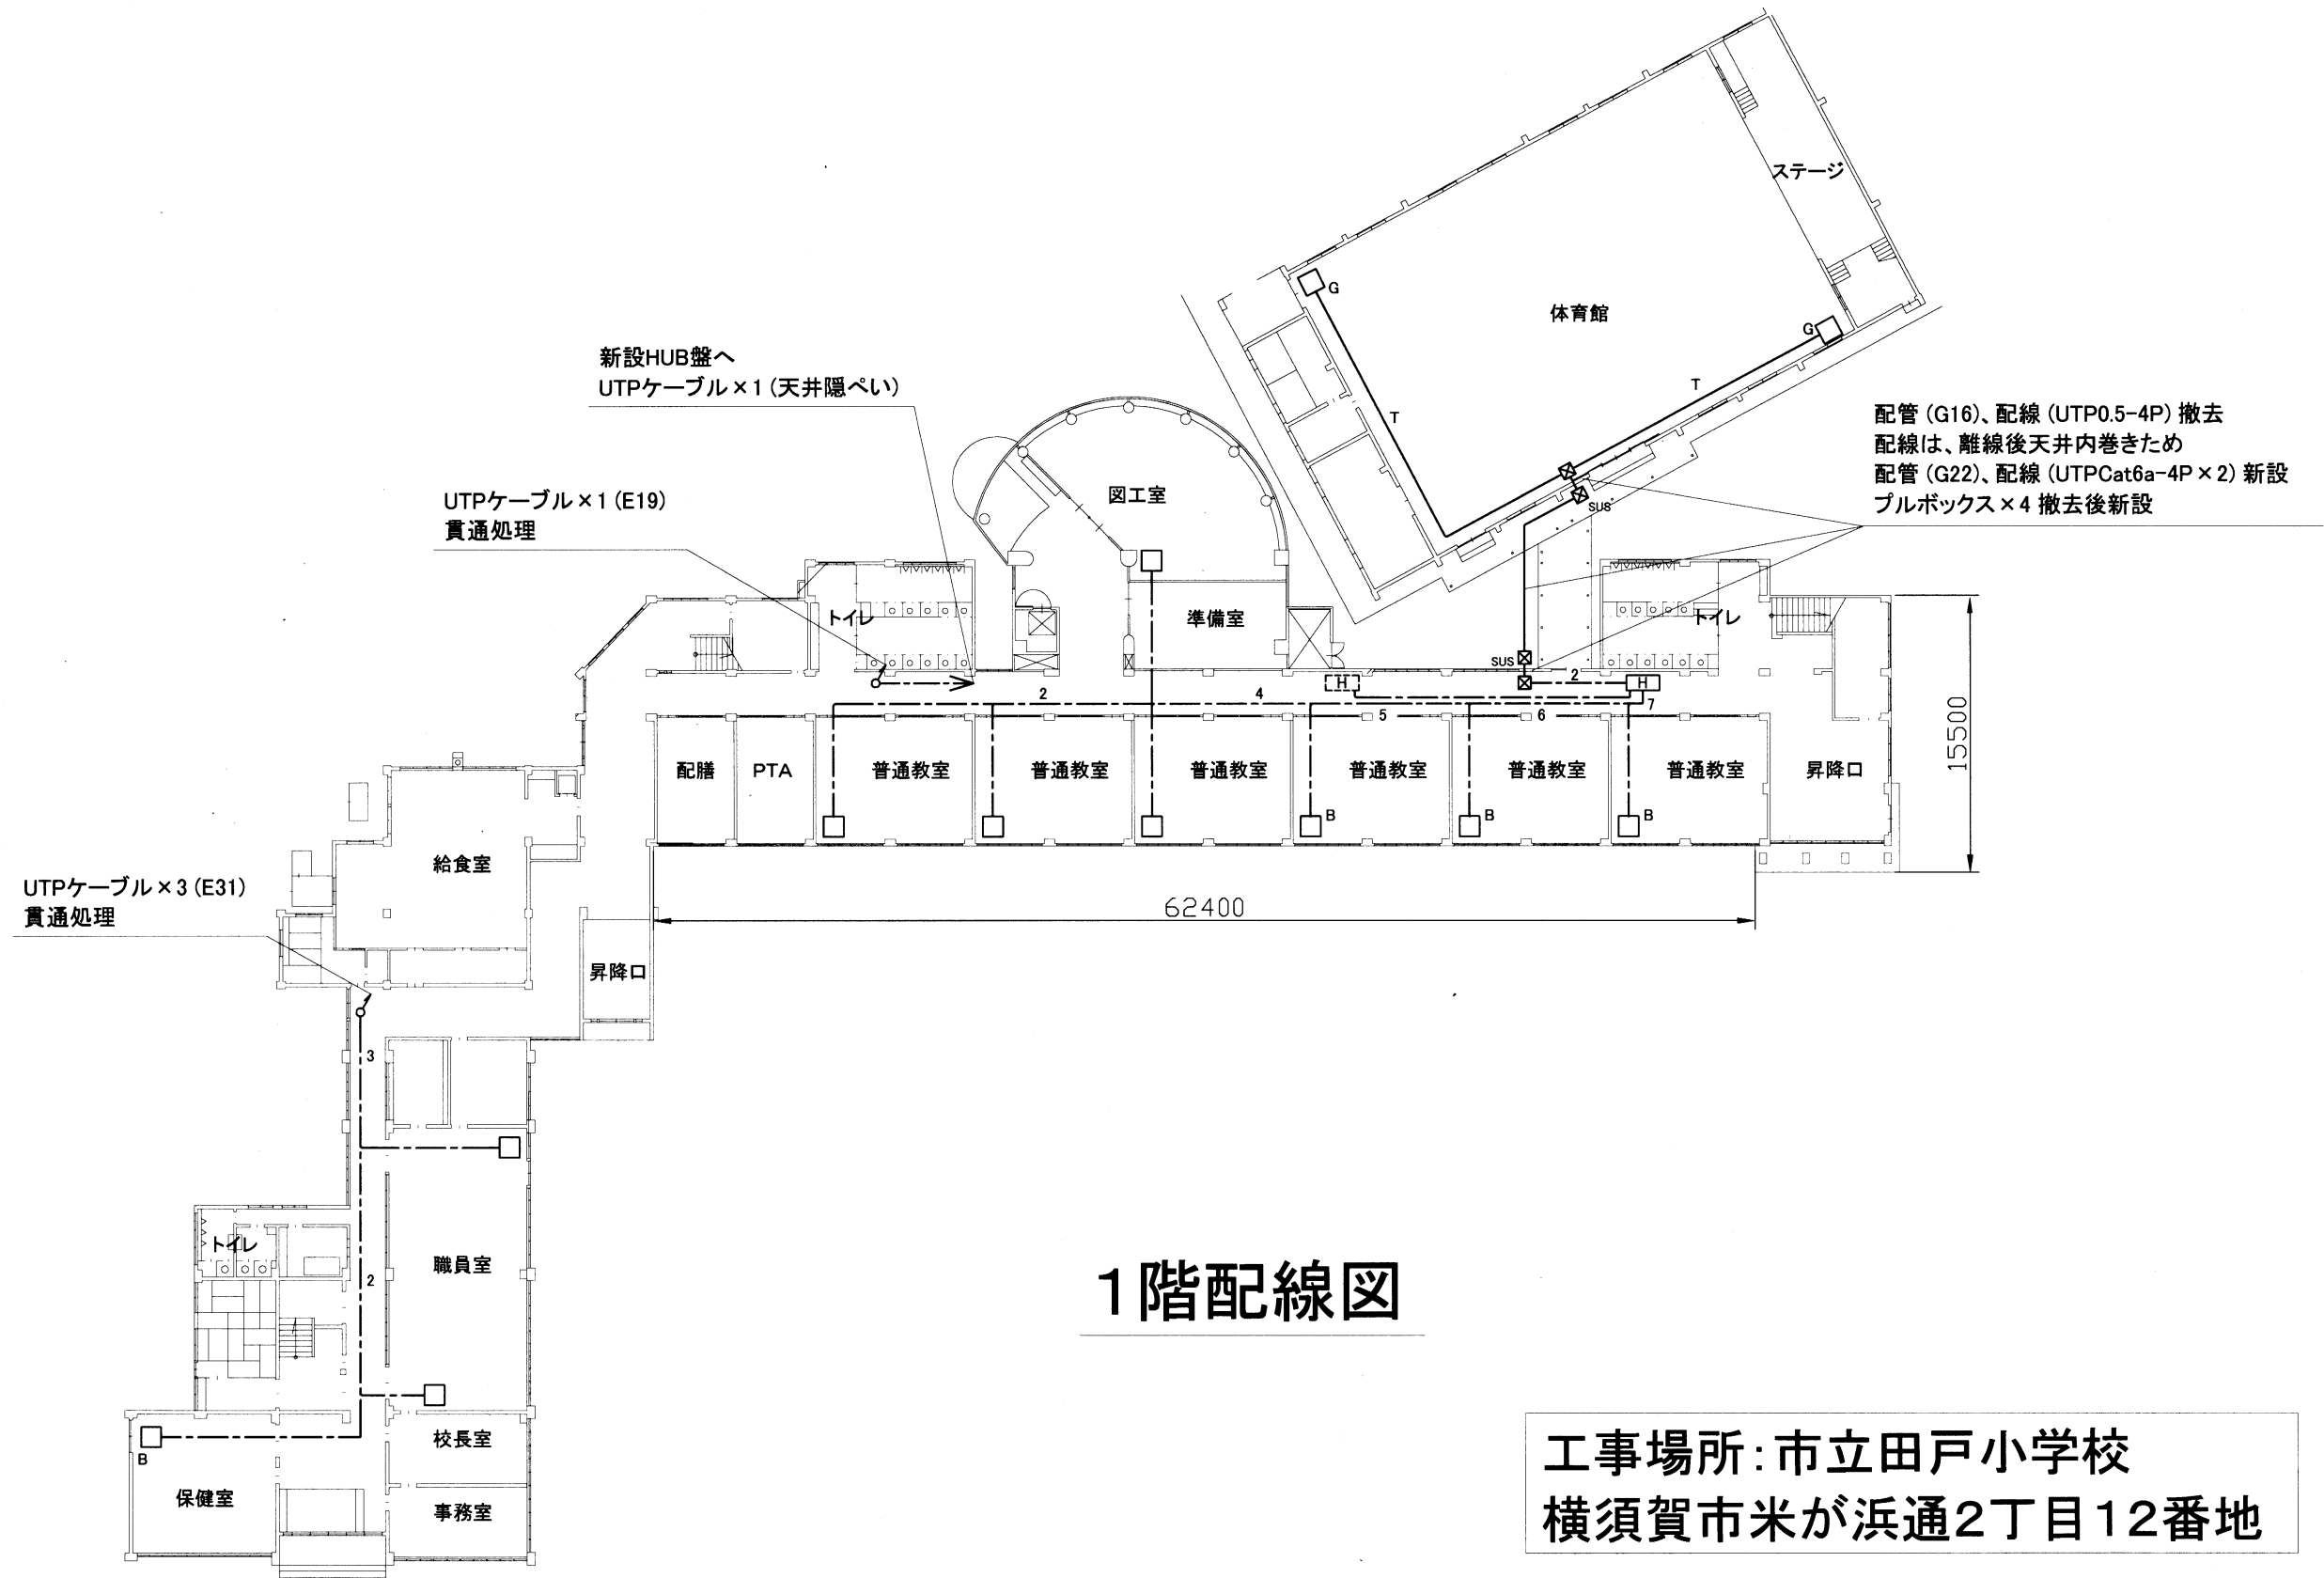 ステージ
G
体育館
G
T
T
新設HUB盤へ
UTPケーブル×1(天井隠ぺい)
配管(G16)、配線(UTP0.5-4P)撤去
配線は、離線後天井内巻きため
配管(G22)、配線(UTPCat6a-4P×2)新設
プルボックス×4 撤去後新設
UTPケーブル×1(E19)
貫通処理
図工室
SUS
トイレ
準備室
トイレ
SUS
H
2
H
2
4
7
5
6
15500
配膳
PTA
普通教室
普通教室
普通教室
普通教室
普通教室
普通教室
昇降口
B
B
B
給食室
UTPケーブル×3(E31)
貫通処理
62400
昇降口
3
トイレ
職員室
2
1階配線図
B
校長室
保健室
事務室
工事場所:市立田戸小学校
横須賀市米が浜通2丁目12番地